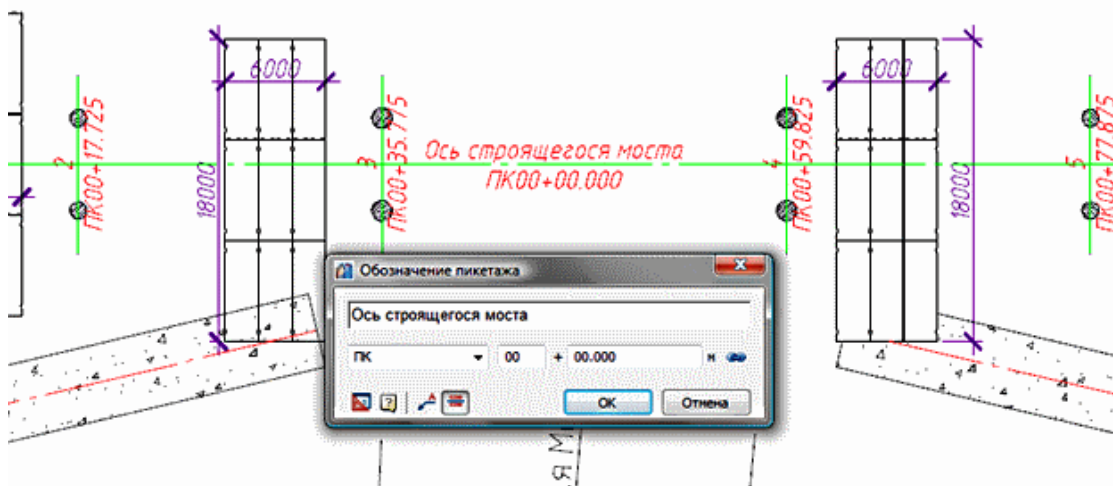 6000
6000
2
ПК00+17.725
18000
3
ПК00+35.775
Ось строящегося моста
ПК00+00.000
4
ПК00+59.825
18000
5
ПК00+77.875
Обозначение пикетажа
Ось строящегося моста
ПК 00 + 00.000 м
ОК Отмена